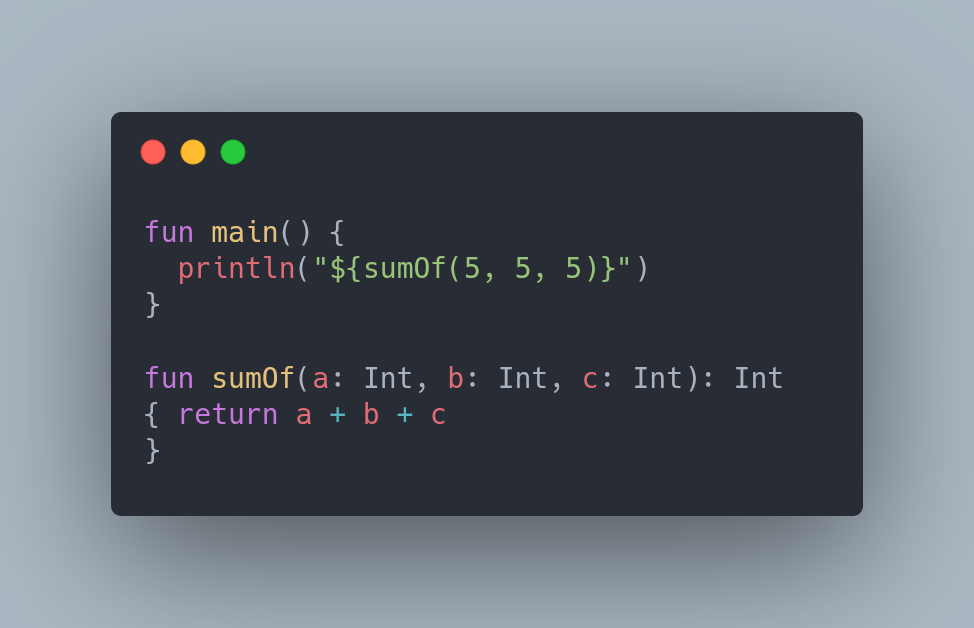 fun main() {
  println("${sumOf(5, 5, 5)}")
}

fun sumOf(a: Int, b: Int, c: Int): Int
{ return a + b + c
}